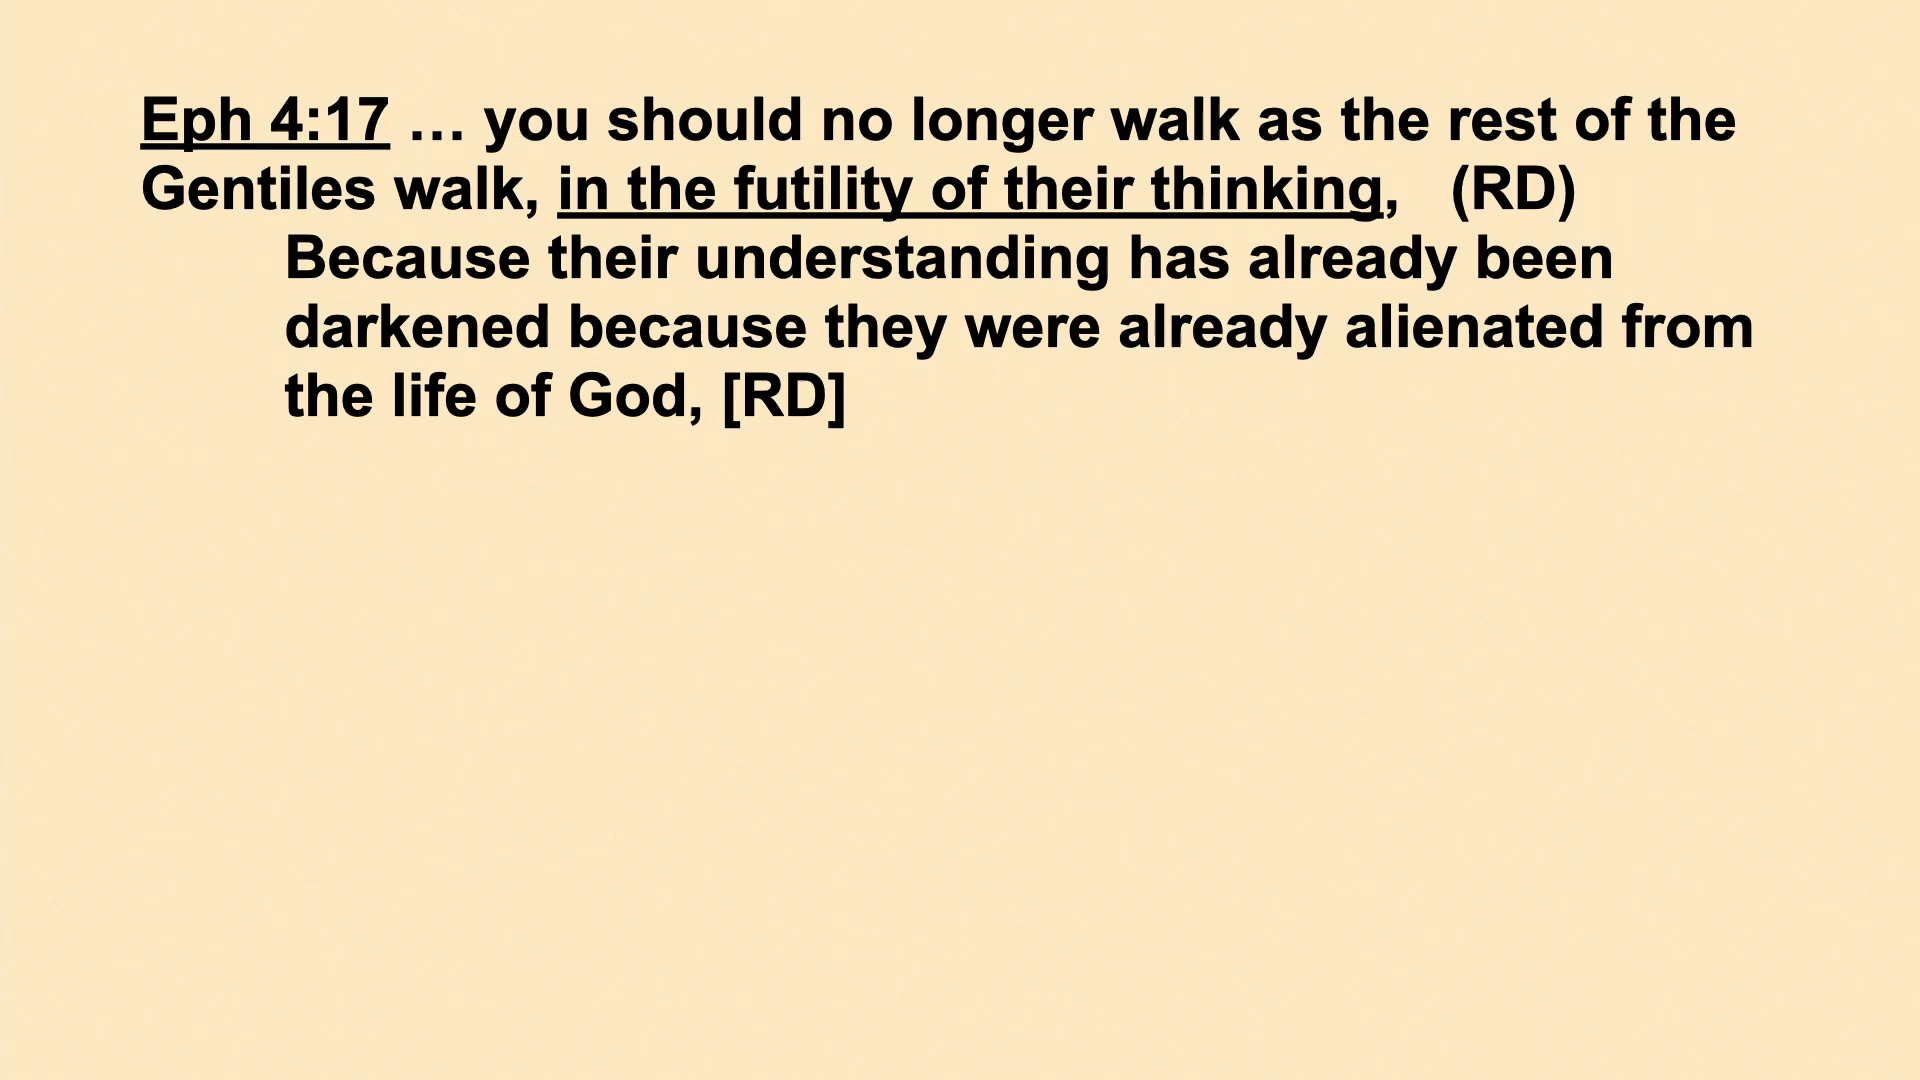 Eph 4:17 … you should no longer walk as the rest of the
Gentiles walk, in the futility of their thinking, (RD)
Because their understanding has already been
darkened because they were already alienated from
the life of God, [RD]